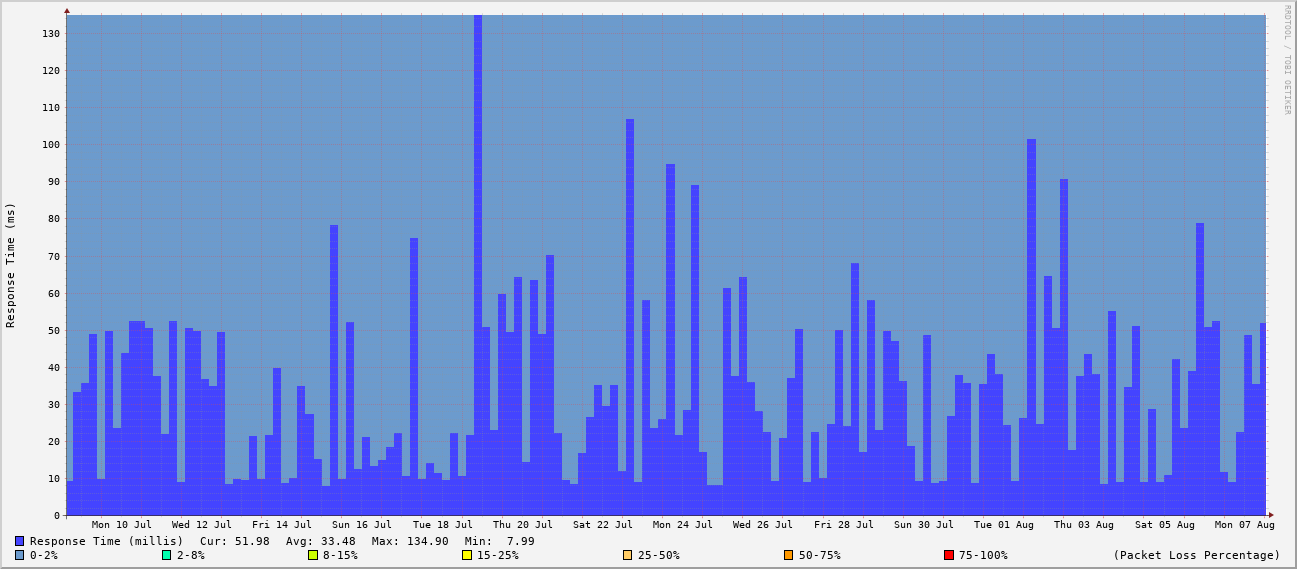 RRDTOOL / TOBI OETIKER
Response Time (ms)
130
120
110
100
90
80
70
60
50
40
30
20
10
0
Mon 10 Jul Wed 12 Jul Fri 14 Jul Sun 16 Jul Tue 18 Jul Thu 20 Jul Sat 22 Jul Mon 24 Jul Wed 26 Jul Fri 28 Jul Sun 30 Jul Tue 01 Aug Thu 03 Aug Sat 05 Aug Mon 07 Aug
Response Time (millis) Cur: 51.98 Avg: 33.48 Max: 134.90 Min: 7.99
0-2% 2-8% 8-15% 15-25% 25-50% 50-75% 75-100% (Packet Loss Percentage)